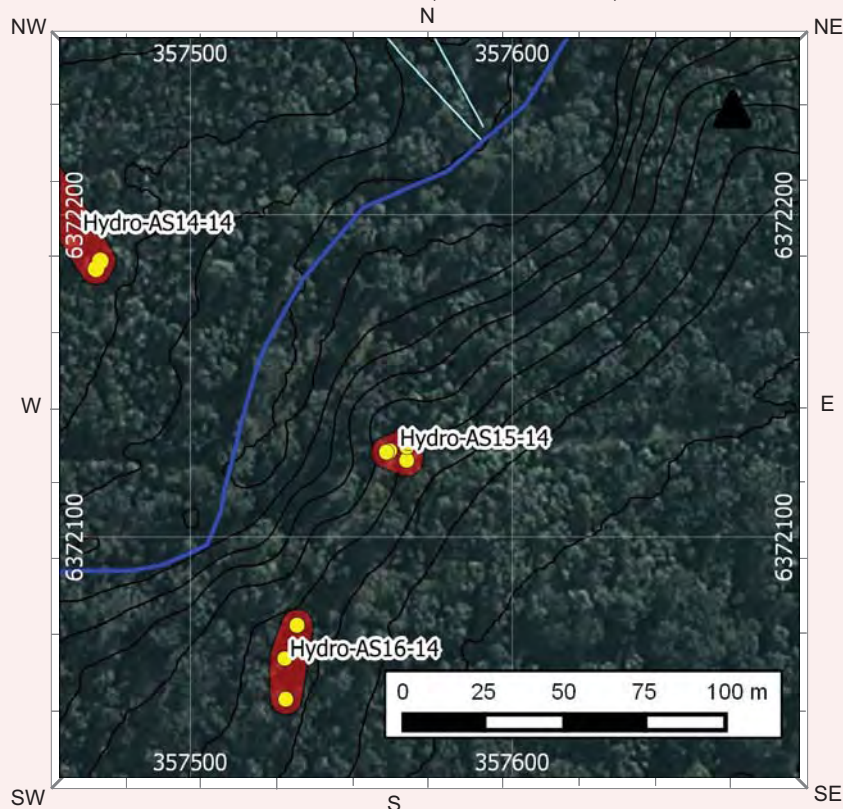 N
NW
NE
357500
357600
6372200
6372200
Hydro-AS14-14
W
E
Hydro-AS15-14
6372100
6372100
Hydro-AS16-14
0 25 50 75 100 m
357500
357600
SW
S
SE